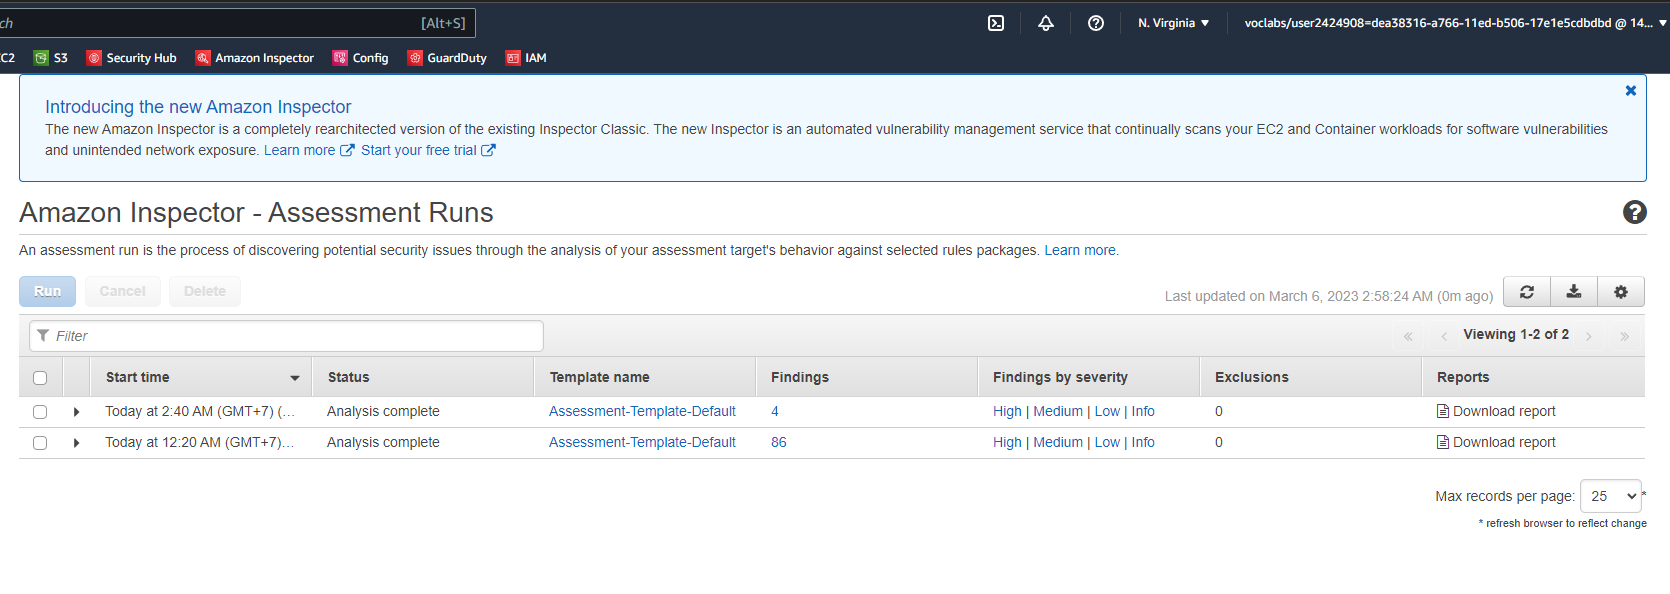 ch [Alt+S] N. Virginia ▼ voclabs/user2424908=dea38316-a766-11ed-b506-17e1e5cdbdbd @ 14... ▼
C2 S3 Security Hub Amazon Inspector Config GuardDuty IAM
Introducing the new Amazon Inspector
The new Amazon Inspector is a completely rearchitected version of the existing Inspector Classic. The new Inspector is an automated vulnerability management service that continually scans your EC2 and Container workloads for software vulnerabilities
and unintended network exposure. Learn more Start your free trial
Amazon Inspector - Assessment Runs
An assessment run is the process of discovering potential security issues through the analysis of your assessment target's behavior against selected rules packages. Learn more.
Run Cancel Delete Last updated on March 6, 2023 2:58:24 AM (0m ago)
Filter « ‹ Viewing 1-2 of 2 › »
Start time Status Template name Findings Findings by severity Exclusions Reports
Today at 2:40 AM (GMT+7) (... Analysis complete Assessment-Template-Default 4 High | Medium | Low | Info 0 Download report
Today at 12:20 AM (GMT+7)... Analysis complete Assessment-Template-Default 86 High | Medium | Low | Info 0 Download report
Max records per page: 25 *
* refresh browser to reflect change